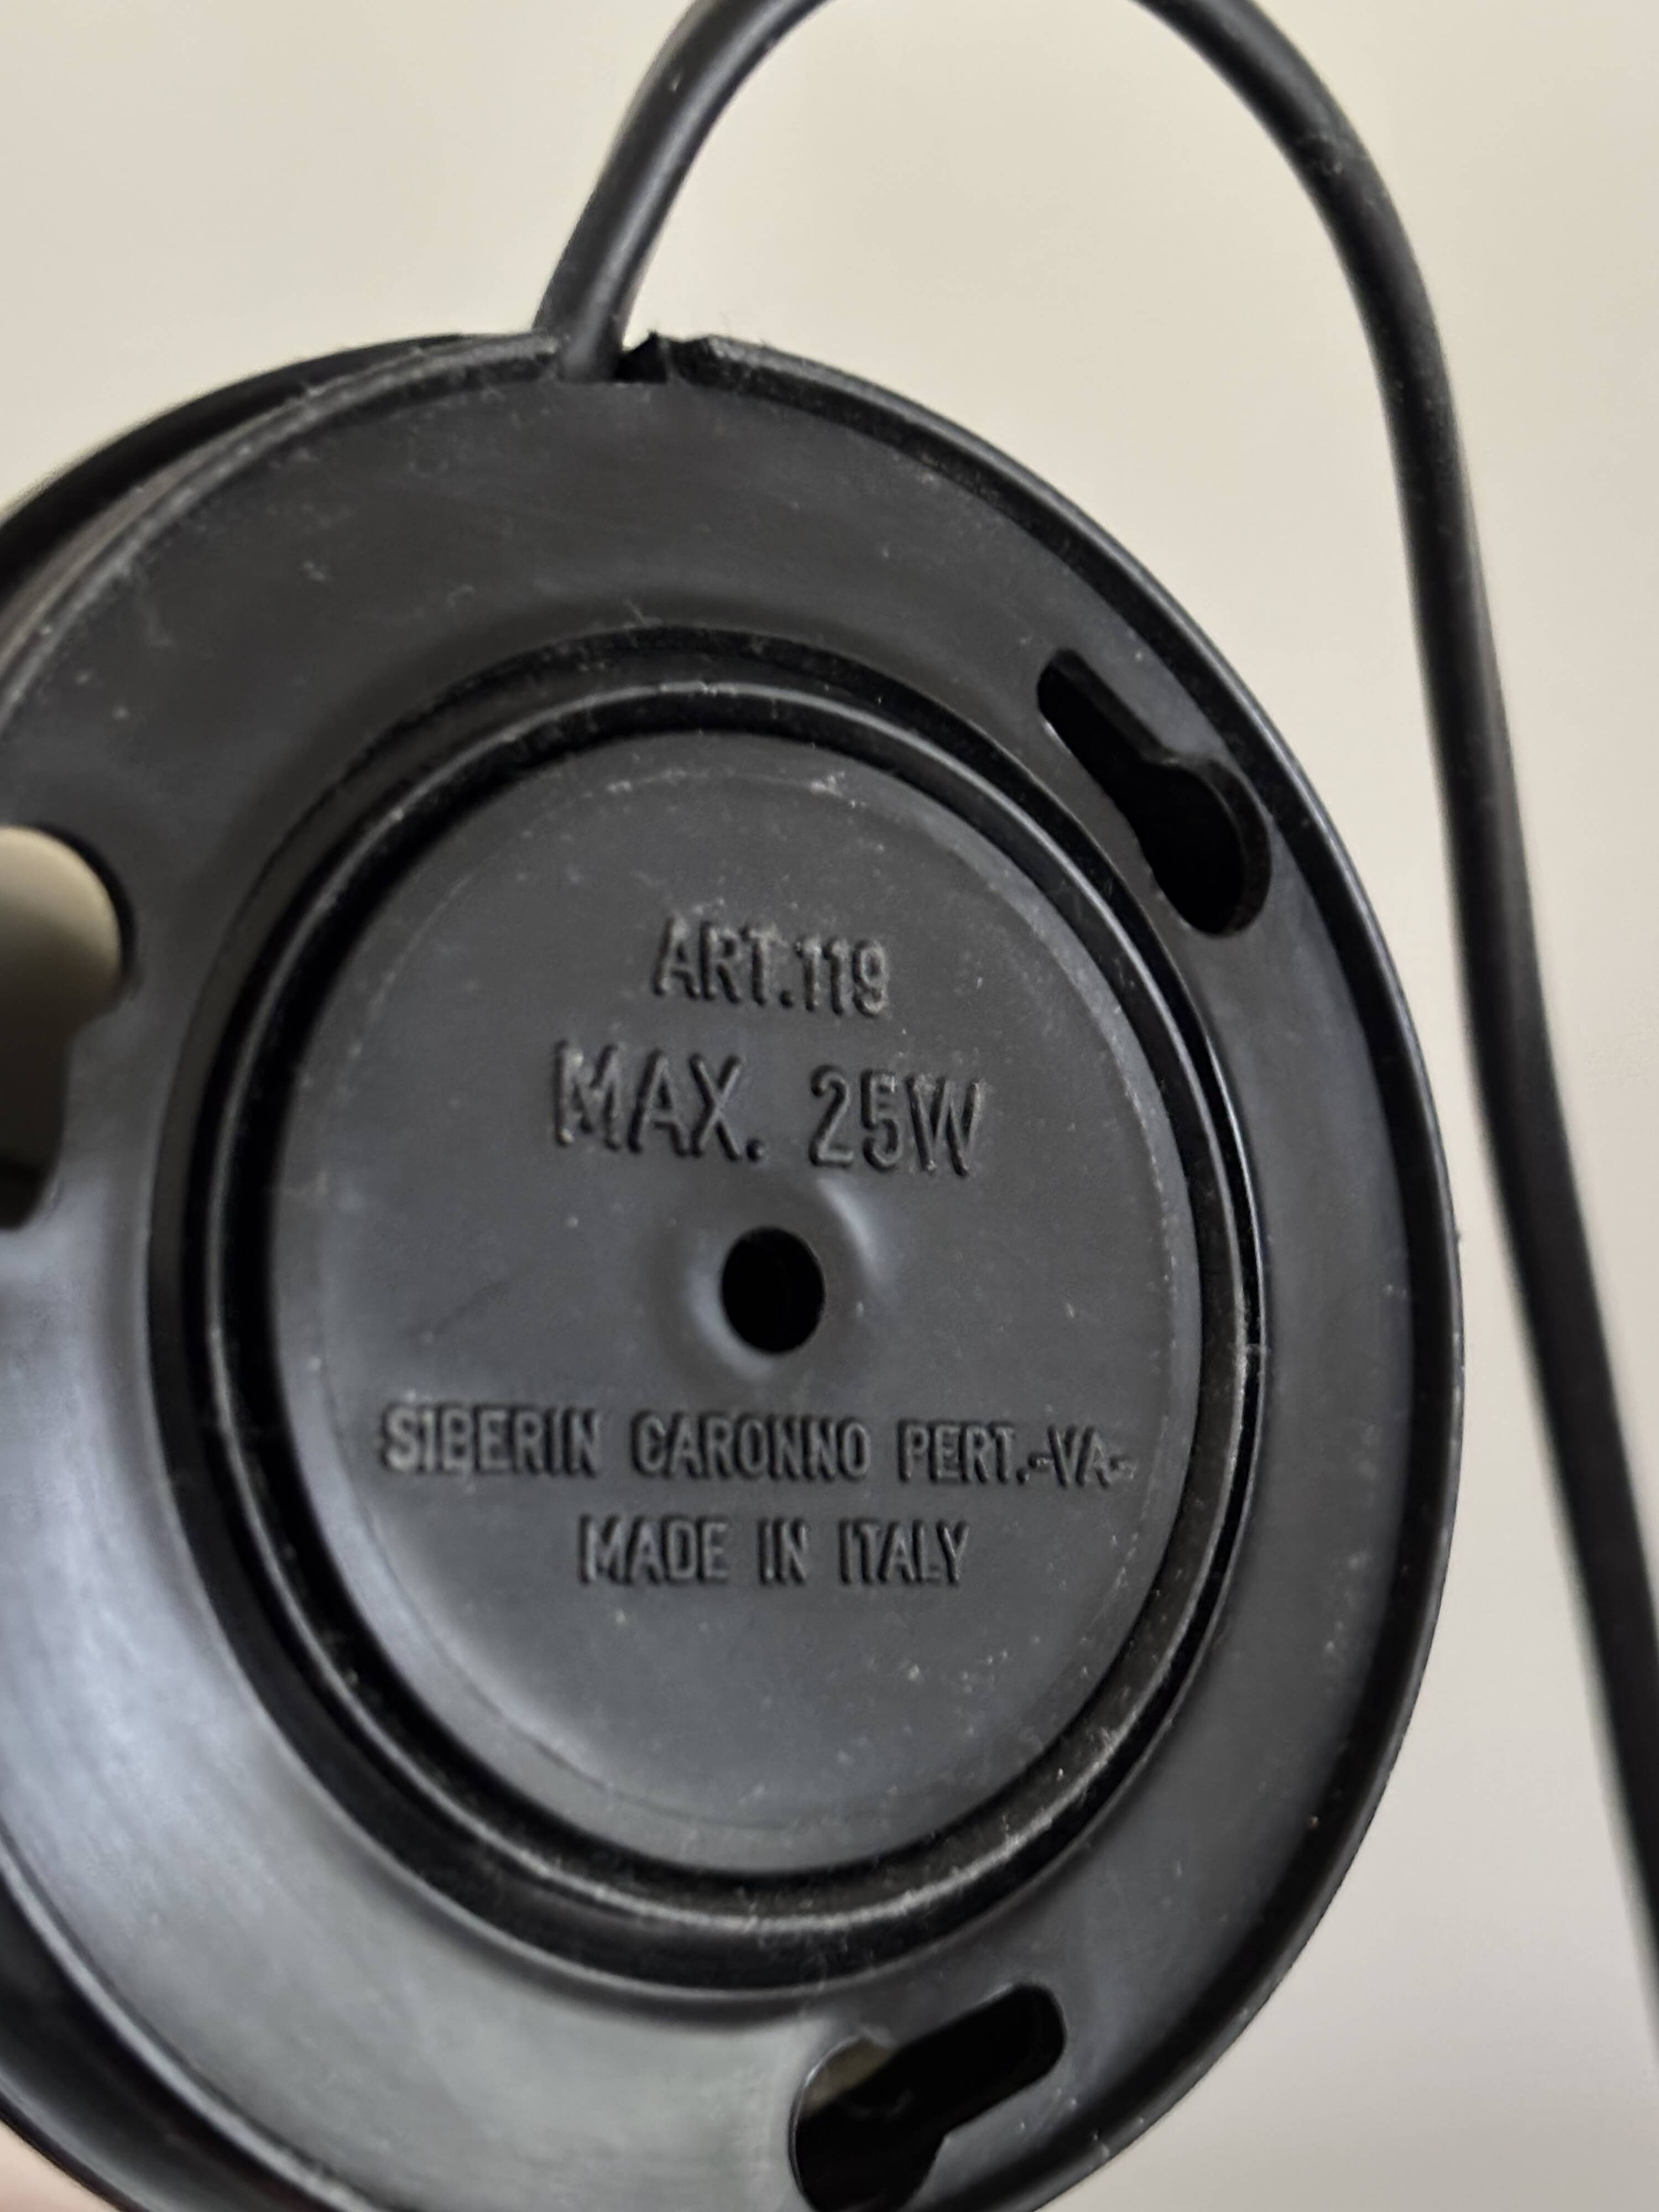 ART.119
MAX. 25W
SIBERIN CARONNO PERT.-VA-
MADE IN ITALY